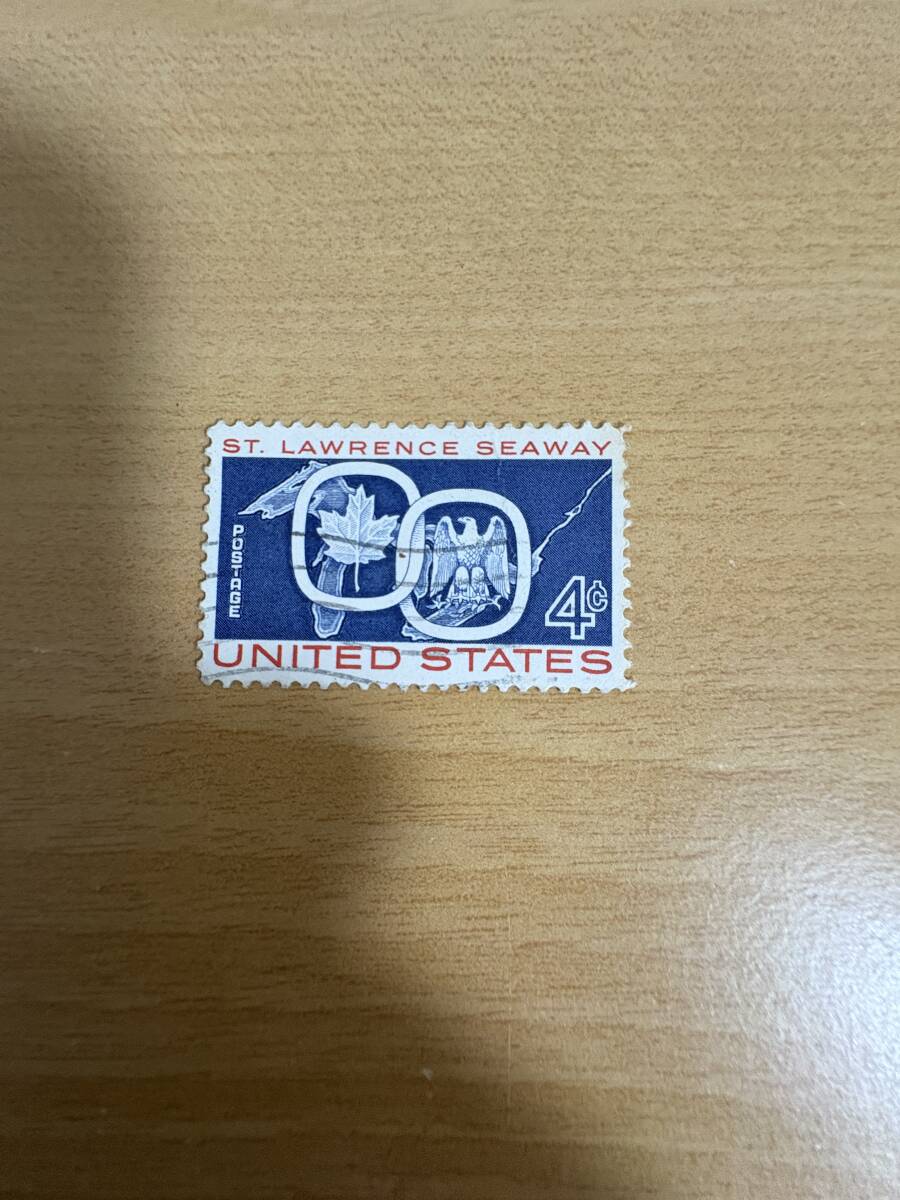 ST. LAWRENCE SEAWAY
POSTAGE
4¢
UNITED STATES